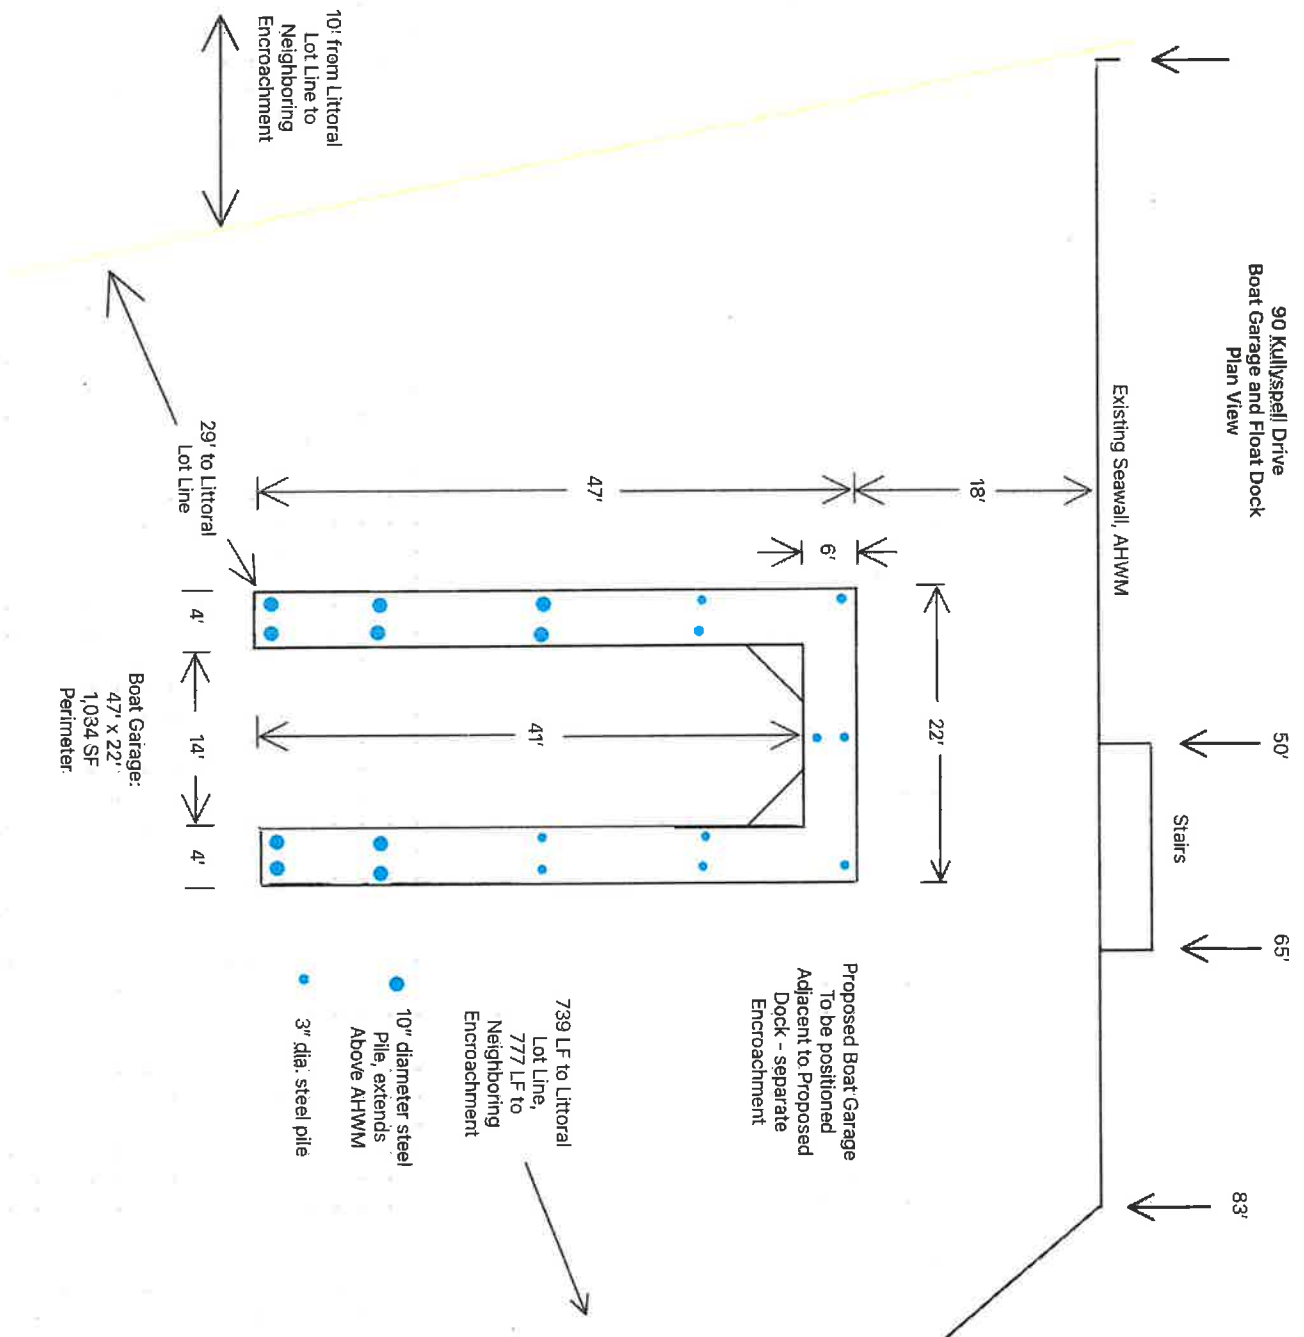 90 Kullyspell Drive
Boat Garage and Float Dock
Plan View
50'
65'
83'
Stairs
Existing Seawall, AHWM
18'
47'
6'
22'
41'
4'
14'
4'
10' from Littoral
Lot Line to
Neighboring
Encroachment
29' to Littoral
Lot Line
Boat Garage:
47' x 22'
1,034 SF
Perimeter
Proposed Boat Garage
To be positioned
Adjacent to Proposed
Dock - separate
Encroachment
739 LF to Littoral
Lot Line,
777 LF to
Neighboring
Encroachment
10" diameter steel
Pile, extends
Above AHWM
3" dia. steel pile